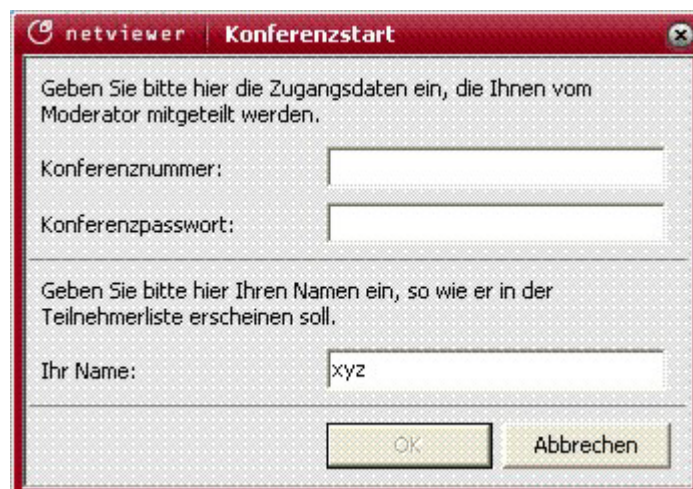 netviewer Konferenzstart
Geben Sie bitte hier die Zugangsdaten ein, die Ihnen vom
Moderator mitgeteilt werden.
Konferenznummer:
Konferenzpasswort:
Geben Sie bitte hier Ihren Namen ein, so wie er in der
Teilnehmerliste erscheinen soll.
Ihr Name: xyz
OK Abbrechen